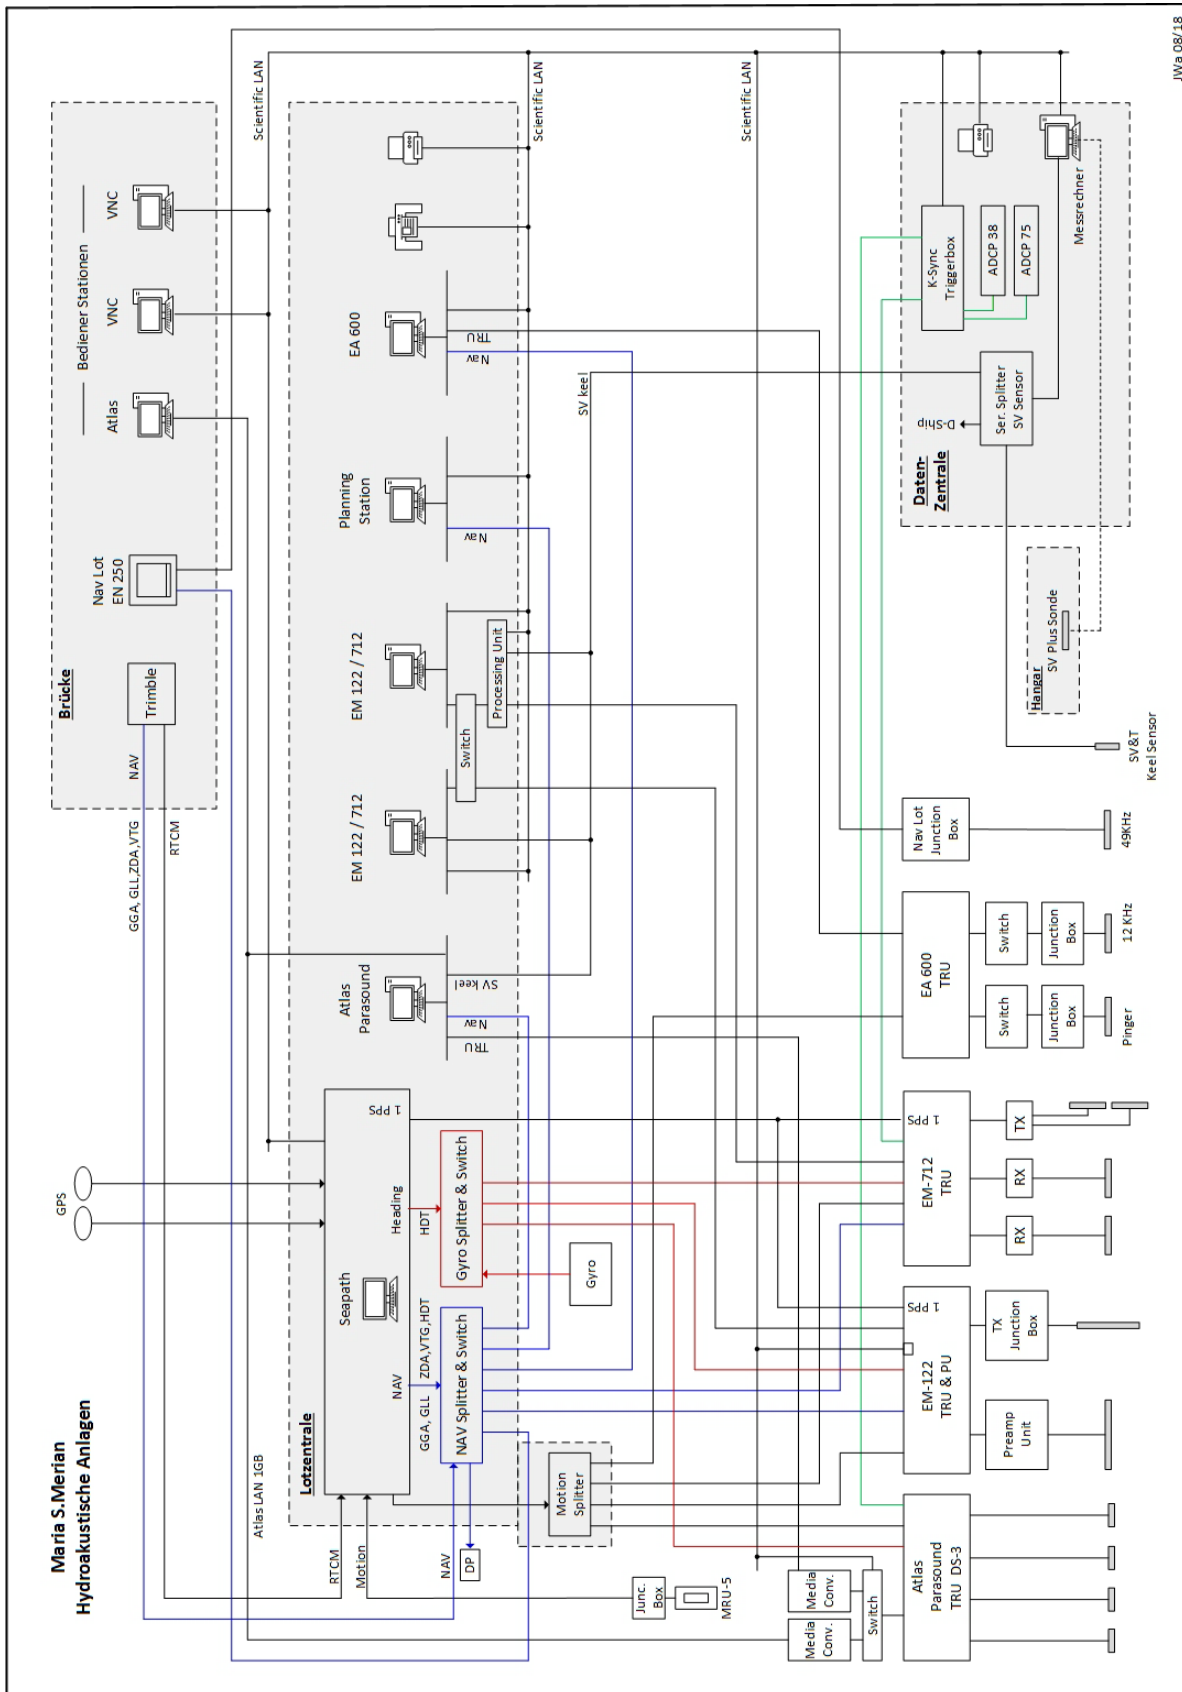 Maria S.Merian
Hydroakustische Anlagen
JWa 08/18
GPS
Brücke
Bediener Stationen
Atlas
VNC
VNC
Nav Lot
EN 250
Trimble
NAV
GGA, GLL,ZDA,VTG
RTCM
Scientific LAN
Atlas LAN 1GB
Lotzentrale
Seapath
RTCM
Motion
NAV
NAV
Heading
1 PPS
GGA, GLL
ZDA,VTG,HDT
HDT
NAV Splitter & Switch
Gyro Splitter & Switch
Gyro
DP
Motion
Splitter
Atlas
Parasound
TRU
Nav
SV keel
EM 122 / 712
EM 122 / 712
Switch
Processing Unit
Planning
Station
Nav
EA 600
Nav
TRU
Scientific LAN
SV keel
Junc.
Box
MRU-5
Scientific LAN
Media
Conv.
Media
Conv.
Switch
Atlas
Parasound
TRU DS-3
EM-122
TRU & PU
1 PPS
Preamp
Unit
TX
Junction
Box
EM-712
TRU
1 PPS
RX
RX
TX
EA 600
TRU
Switch
Switch
Junction
Box
Junction
Box
Pinger
12 KHz
Nav Lot
Junction
Box
49KHz
SV&T
Keel Sensor
Hangar
SV Plus Sonde
Daten-
Zentrale
D-Ship
Ser. Splitter
SV Sensor
K-Sync
Triggerbox
ADCP 38
ADCP 75
Messrechner